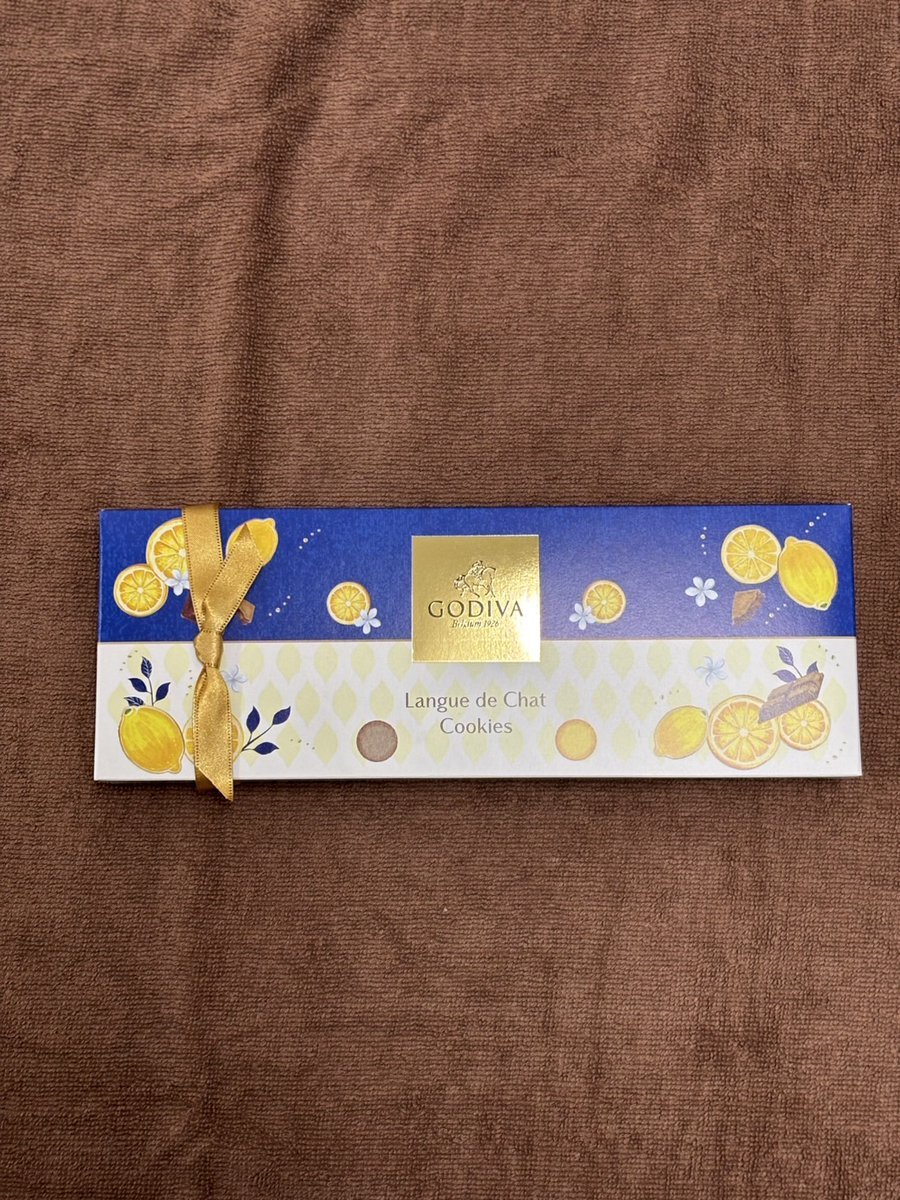 GODIVA
Belgium 1926
Langue de Chat
Cookies